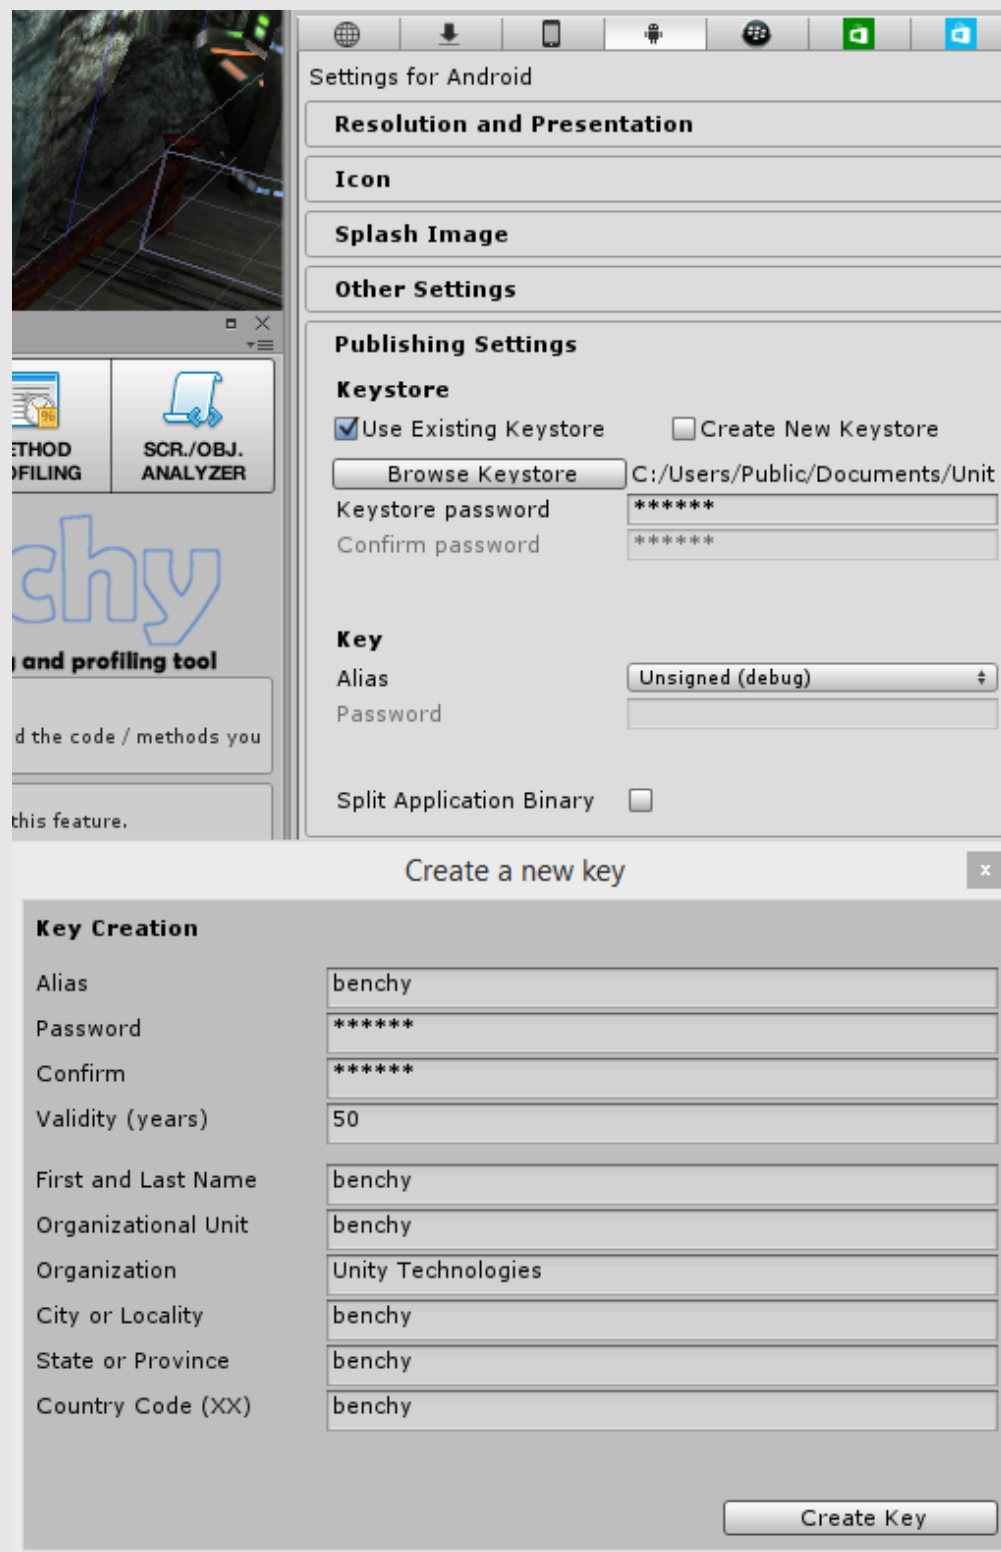 Settings for Android
Resolution and Presentation
Icon
Splash Image
Other Settings
Publishing Settings
Keystore
Use Existing Keystore Create New Keystore
Browse Keystore C:/Users/Public/Documents/Unit
Keystore password ******
Confirm password ******
Key
Alias Unsigned (debug)
Password
Split Application Binary
ETHOD
OFILING
SCR./OBJ.
ANALYZER
%
chy
and profiling tool
d the code / methods you
this feature.
Create a new key
x
Key Creation
Alias benchy
Password ******
Confirm ******
Validity (years) 50
First and Last Name benchy
Organizational Unit benchy
Organization Unity Technologies
City or Locality benchy
State or Province benchy
Country Code (XX) benchy
Create Key